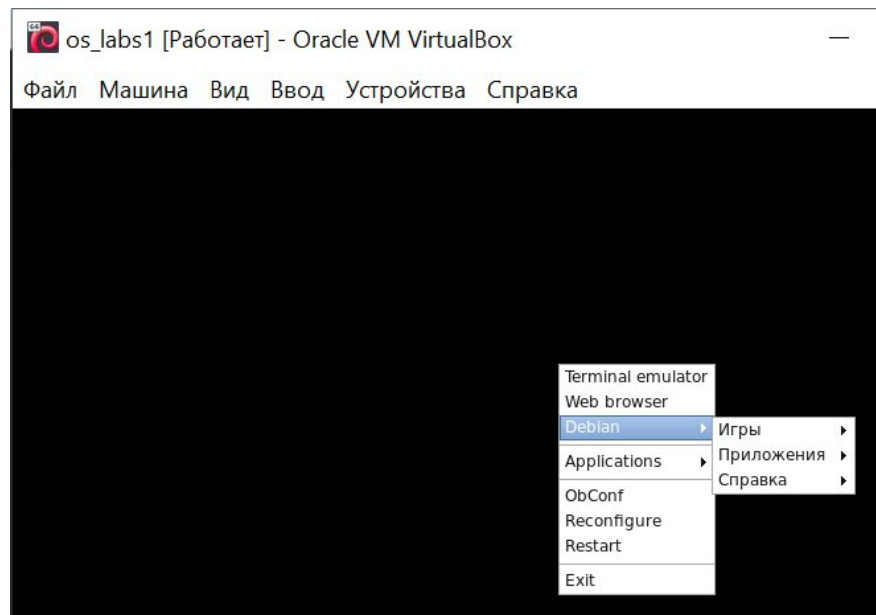 64
os_labs1 [Работает] - Oracle VM VirtualBox
Файл Машина Вид Ввод Устройства Справка
Terminal emulator
Web browser
Debian
Игры
Applications
Приложения
Справка
ObConf
Reconfigure
Restart
Exit